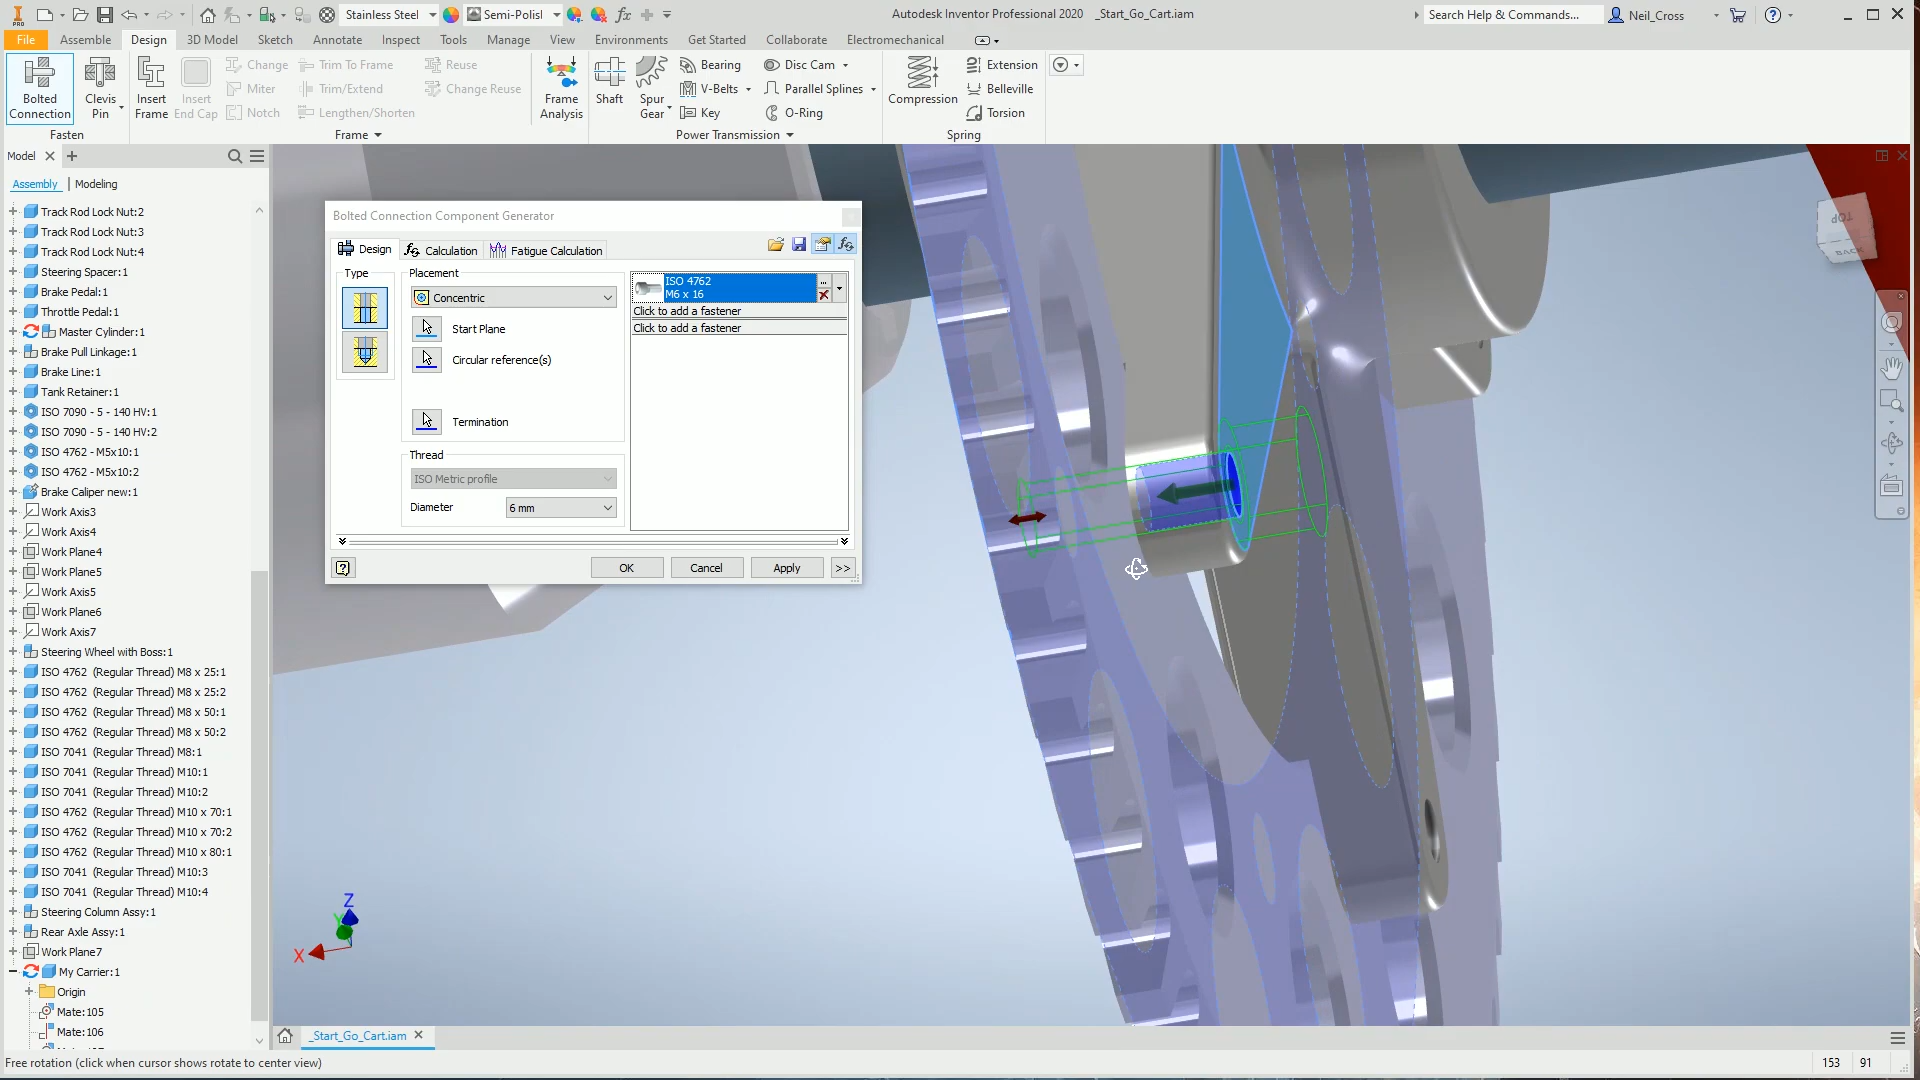 Stainless Steel
Semi-Polisl
Autodesk Inventor Professional 2020 _Start_Go_Cart.iam
Search Help & Commands...
Neil_Cross
PRO
File Assemble Design 3D Model Sketch Annotate Inspect Tools Manage View Environments Get Started Collaborate Electromechanical
Bolted Connection
Clevis Pin
Fasten
Insert Frame
Insert End Cap
Change
Miter
Notch
Trim To Frame
Trim/Extend
Lengthen/Shorten
Reuse
Change Reuse
Frame
Frame Analysis
Shaft
Spur Gear
Bearing
V-Belts
Key
Disc Cam
Parallel Splines
O-Ring
Power Transmission
Compression
Extension
Belleville
Torsion
Spring
Model
Assembly
Modeling
Track Rod Lock Nut:2
Track Rod Lock Nut:3
Track Rod Lock Nut:4
Steering Spacer:1
Brake Pedal:1
Throttle Pedal:1
Master Cylinder:1
Brake Pull Linkage:1
Brake Line:1
Tank Retainer:1
ISO 7090 - 5 - 140 HV:1
ISO 7090 - 5 - 140 HV:2
ISO 4762 - M5x10:1
ISO 4762 - M5x10:2
Brake Caliper new:1
Work Axis3
Work Axis4
Work Plane4
Work Plane5
Work Axis5
Work Plane6
Work Axis7
Steering Wheel with Boss:1
ISO 4762 (Regular Thread) M8 x 25:1
ISO 4762 (Regular Thread) M8 x 25:2
ISO 4762 (Regular Thread) M8 x 50:1
ISO 4762 (Regular Thread) M8 x 50:2
ISO 7041 (Regular Thread) M8:1
ISO 7041 (Regular Thread) M10:1
ISO 7041 (Regular Thread) M10:2
ISO 4762 (Regular Thread) M10 x 70:1
ISO 4762 (Regular Thread) M10 x 70:2
ISO 4762 (Regular Thread) M10 x 80:1
ISO 7041 (Regular Thread) M10:3
ISO 7041 (Regular Thread) M10:4
Steering Column Assy:1
Rear Axle Assy:1
Work Plane7
My Carrier:1
Origin
Mate:105
Mate:106
Bolted Connection Component Generator
Design
Calculation
Fatigue Calculation
Type
Placement
Concentric
Start Plane
Circular reference(s)
Termination
Thread
ISO Metric profile
Diameter
6 mm
ISO 4762
M6 x 16
Click to add a fastener
Click to add a fastener
OK
Cancel
Apply
>>
TOP
BACK
Z
Y
X
_Start_Go_Cart.iam
Free rotation (click when cursor shows rotate to center view)
153
91